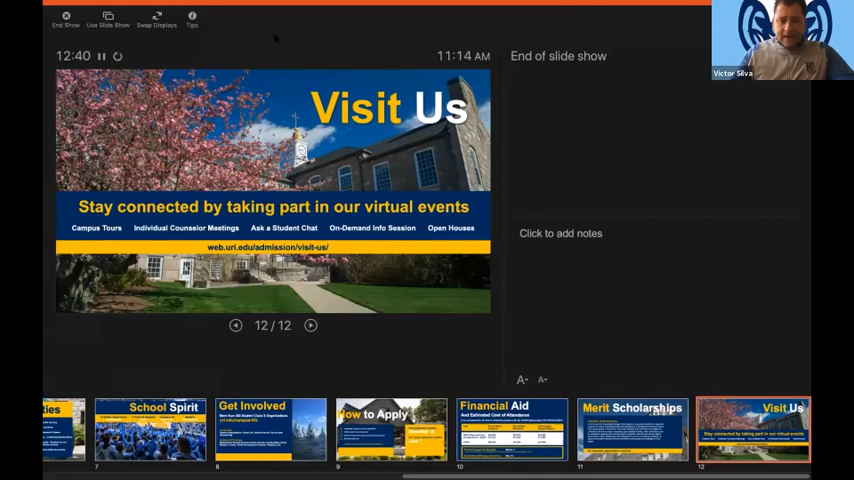 End Show
Use Slide Show
Swap Displays
Tips
Victor Silva
12:40
11:14 AM
End of slide show
Visit Us
Stay connected by taking part in our virtual events
Campus Tours Individual Counselor Meetings Ask a Student Chat On-Demand Info Session Open Houses
web.uri.edu/admission/visit-us/
Click to add notes
12 / 12
A A
ties
School Spirit
Get Involved
How to Apply
Financial Aid
And Estimated Cost of Attendance
Merit Scholarships
Visit Us
Stay connected by taking part in our virtual events
7
8
9
10
11
12